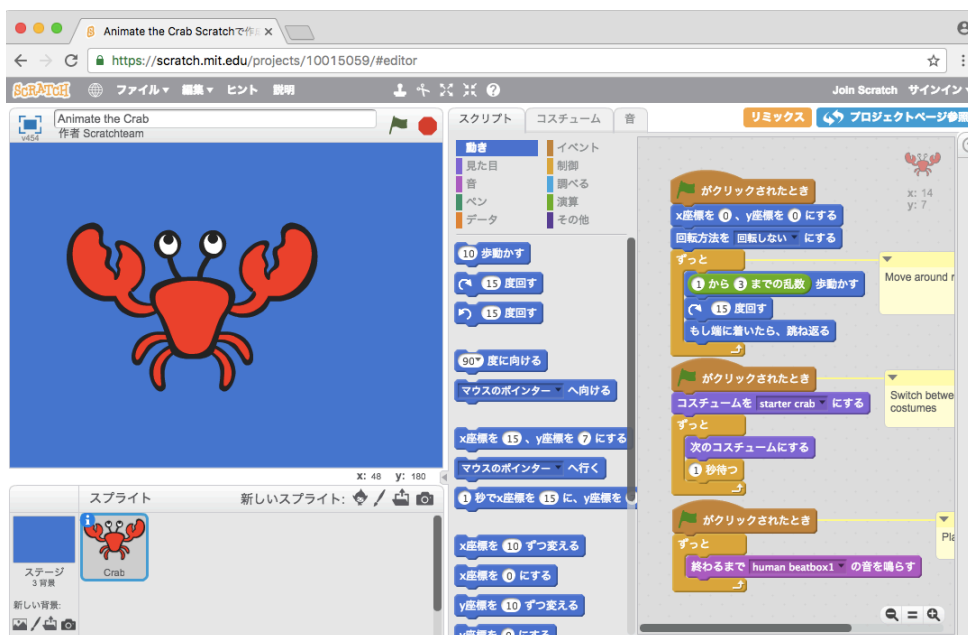 Animate the Crab Scratchで作
https://scratch.mit.edu/projects/10015059/#editor
SCRATCH ファイル 編集 ヒント 説明 Join Scratch サインイン
Animate the Crab
作者 Scratchteam
v454
スクリプト コスチューム 音
リミックス プロジェクトページ参照
動き イベント
見た目 制御
音 調べる
ペン 演算
データ その他
10 歩動かす
15 度回す
15 度回す
90 度に向ける
マウスのポインター へ向ける
x座標を 15 、y座標を 7 にする
マウスのポインター へ行く
1 秒でx座標を 15 に、y座標を
x座標を 10 ずつ変える
x座標を 0 にする
y座標を 10 ずつ変える
y座標を 0 にする
x: 14
y: 7
がクリックされたとき
x座標を 0 、y座標を 0 にする
回転方法を 回転しない にする
ずっと
1 から 3 までの乱数 歩動かす
15 度回す
もし端に着いたら、跳ね返る
Move around r
がクリックされたとき
コスチュームを starter crab にする
ずっと
次のコスチュームにする
1 秒待つ
Switch betwe
costumes
がクリックされたとき
ずっと
終わるまで human beatbox1 の音を鳴らす
Pla
x: 48 y: 180
スプライト 新しいスプライト:
ステージ
3 背景
Crab
新しい背景: